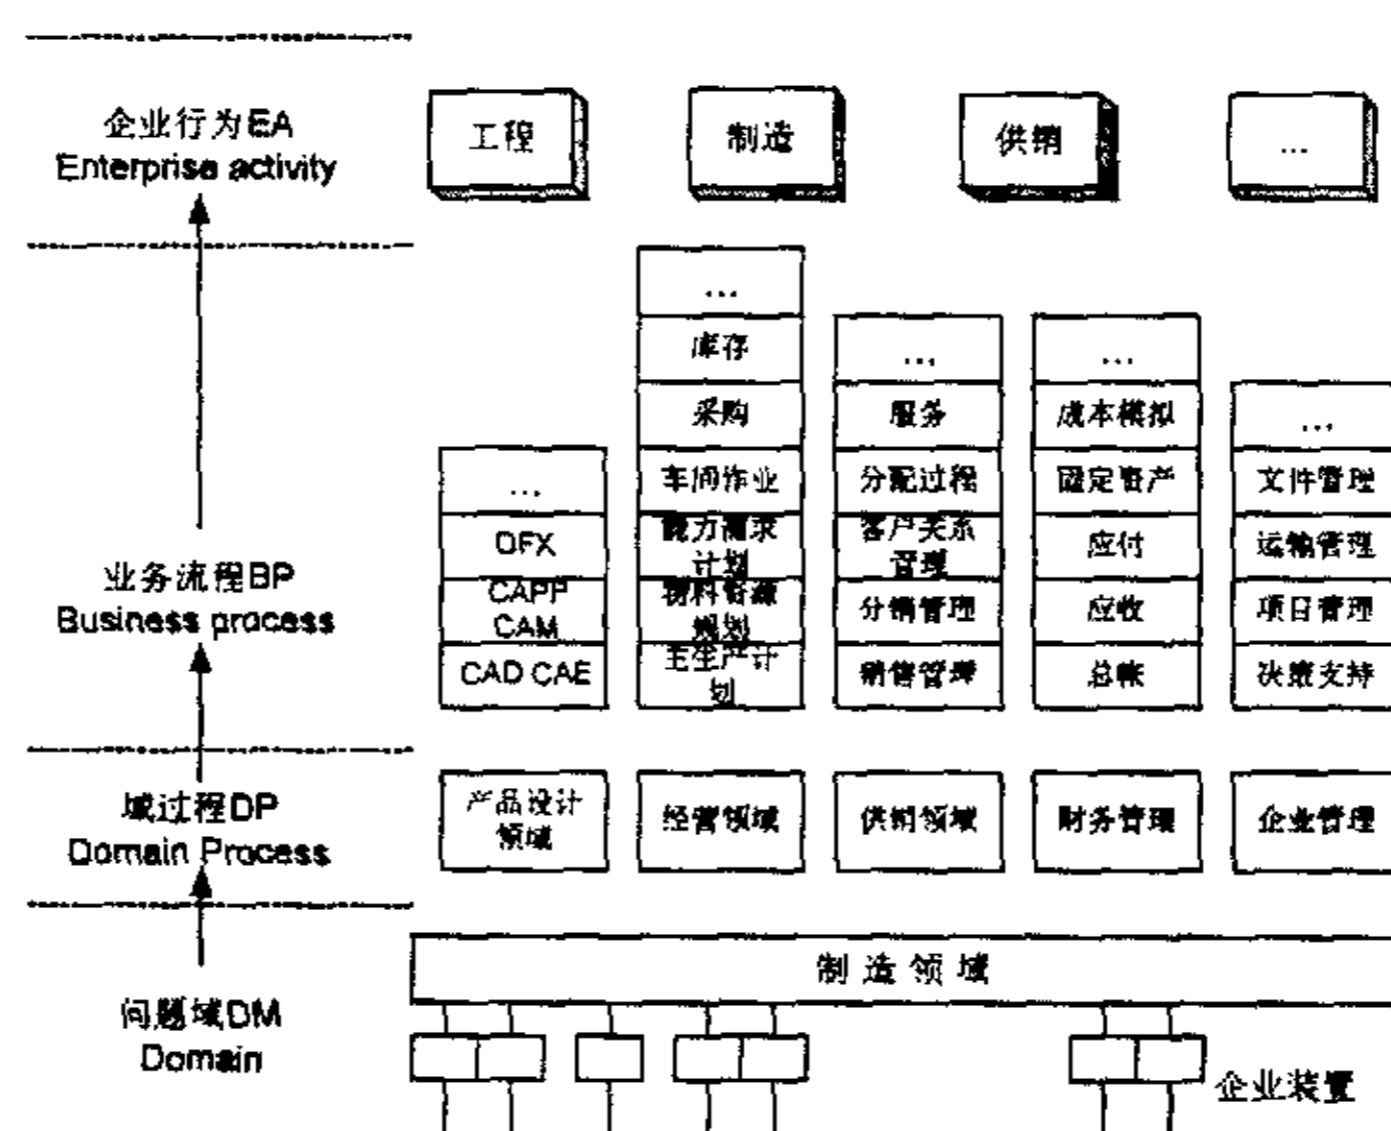 企业行为EA
Enterprise activity
工程
制造
供销
...
...
库存
采购
车间作业
能力需求
计划
物料资源
规划
主生产计
划
...
服务
分配过程
客户关系
管理
分销管理
销售管理
...
成本模拟
固定资产
应付
应收
总帐
...
文件管理
运输管理
项目管理
决策支持
...
DFX
CAPP
CAM
CAD CAE
业务流程BP
Business process
域过程DP
Domain Process
产品设计
领域
经营领域
供销领域
财务管理
企业管理
制造领域
问题域DM
Domain
企业装置